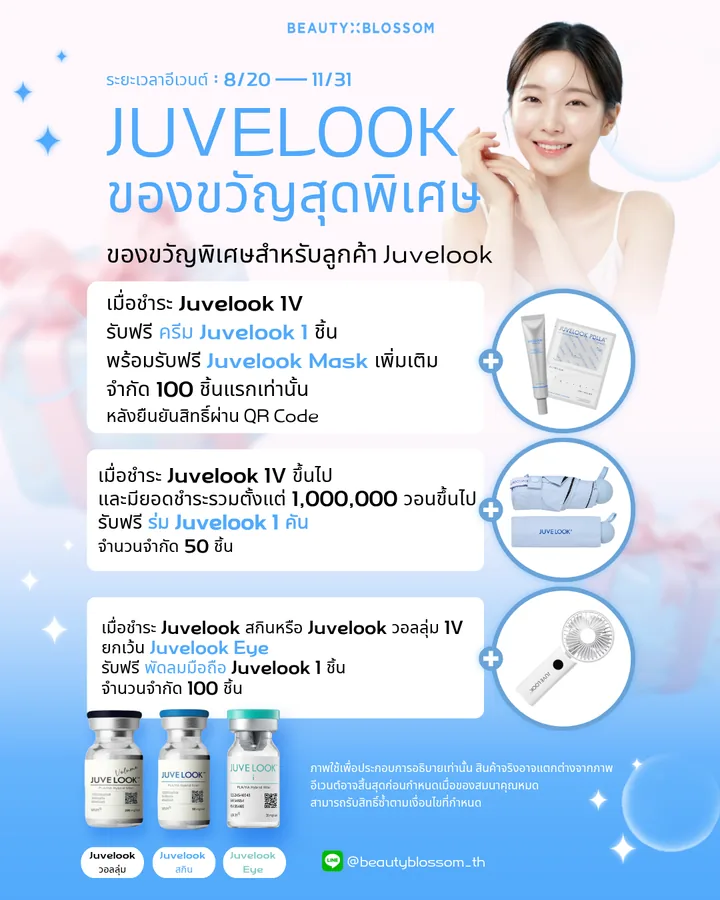 BEAUTY BLOSSOM
ระยะเวลาอีเวนต์ : 8/20 — 11/31
JUVELOOK
ของขวัญสุดพิเศษ
ของขวัญพิเศษสำหรับลูกค้า Juvelook
เมื่อชำระ Juvelook 1V
รับฟรี ครีม Juvelook 1 ชิ้น
พร้อมรับฟรี Juvelook Mask เพิ่มเติม
จำกัด 100 ชิ้นแรกเท่านั้น
หลังยืนยันสิทธิ์ผ่าน QR Code
เมื่อชำระ Juvelook 1V ขึ้นไป
และมียอดชำระรวมตั้งแต่ 1,000,000 วอนขึ้นไป
รับฟรี ร่ม Juvelook 1 คัน
จำนวนจำกัด 50 ชิ้น
JUVELOOK
เมื่อชำระ Juvelook สกินหรือ Juvelook วอลลุ่ม 1V
ยกเว้น Juvelook Eye
รับฟรี พัดลมมือถือ Juvelook 1 ชิ้น
จำนวนจำกัด 100 ชิ้น
JUVELOOK
Volume
JUVE LOOK
JUVE LOOK
JUVE LOOK
i
ภาพใช้เพื่อประกอบการอธิบายเท่านั้น สินค้าจริงอาจแตกต่างจากภาพ
อีเวนต์อาจสิ้นสุดก่อนกำหนดเมื่อของสมนาคุณหมด
สามารถรับสิทธิ์ซ้ำตามเงื่อนไขที่กำหนด
Juvelook
วอลลุ่ม
Juvelook
สกิน
Juvelook
Eye
LINE
@beautyblossom_th